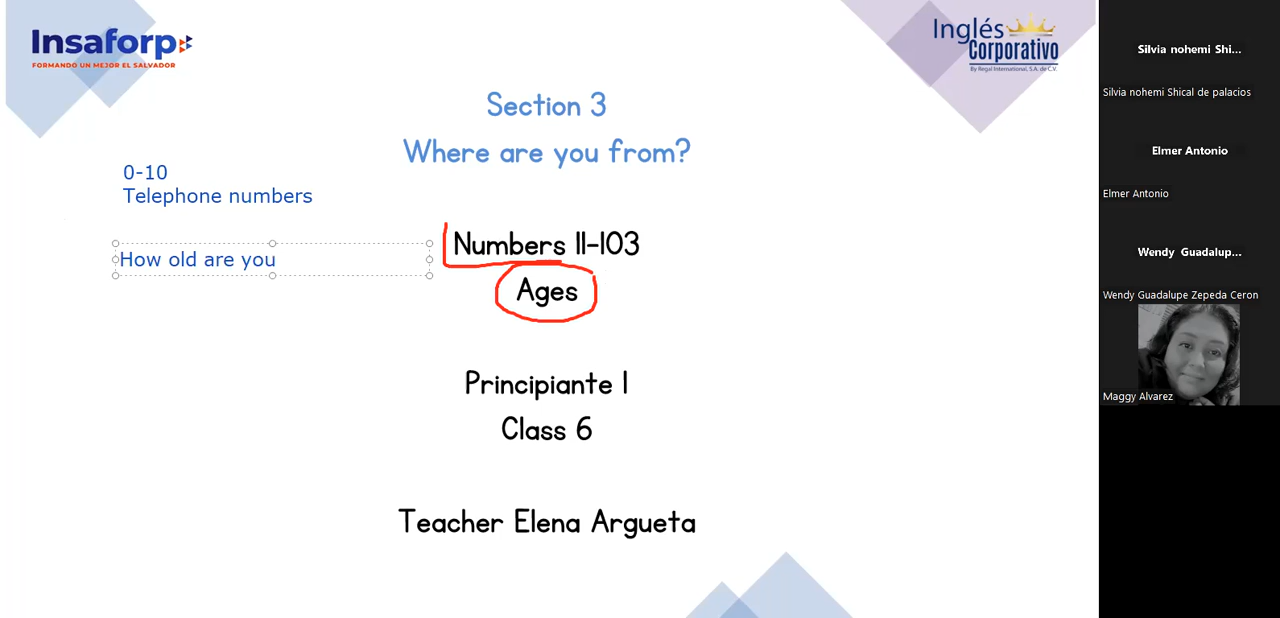 Insaforp
FORMANDO UN MEJOR EL SALVADOR
Inglés
Corporativo
By Regal International, S.A. de C.V.
Section 3
Where are you from?
0-10
Telephone numbers
How old are you
Numbers 11-103
Ages
Principiante 1
Class 6
Teacher Elena Argueta
Silvia nohemi Shi...
Silvia nohemi Shical de palacios
Elmer Antonio
Elmer Antonio
Wendy Guadalup...
Wendy Guadalupe Zepeda Ceron
Maggy Alvarez